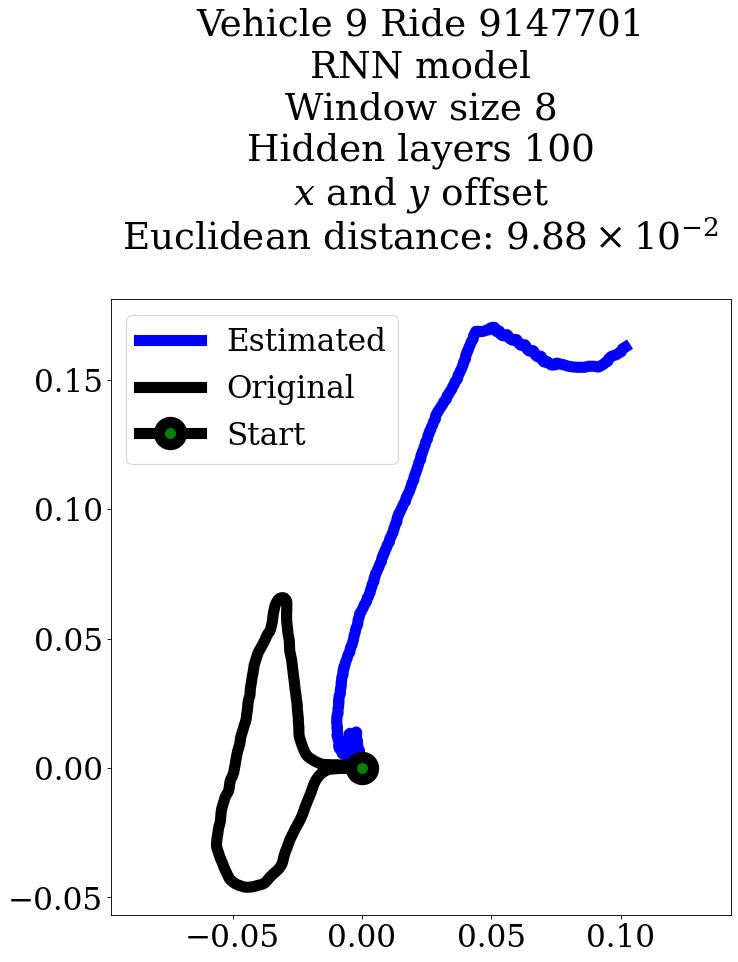 Vehicle 9 Ride 9147701
RNN model
Window size 8
Hidden layers 100
x and y offset
Euclidean distance: 9.88 × 10⁻²
Estimated
Original
Start
0.15
0.10
0.05
0.00
−0.05
−0.05 0.00 0.05 0.10